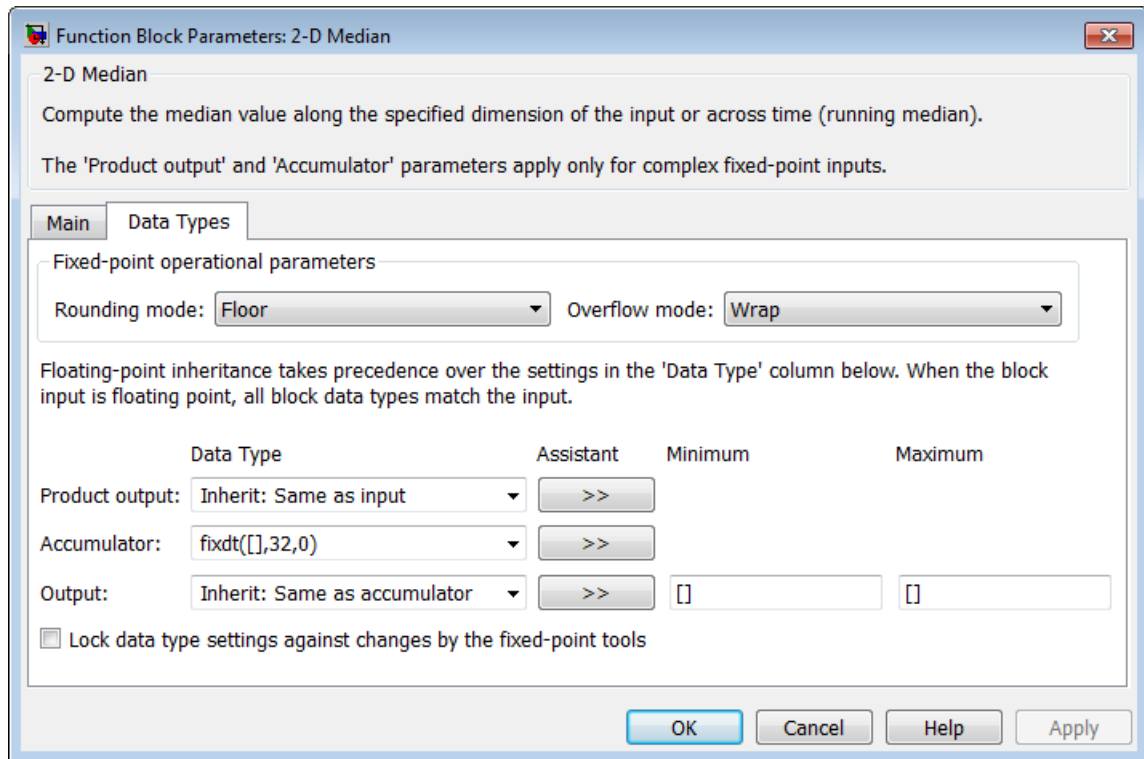 Function Block Parameters: 2-D Median
2-D Median
Compute the median value along the specified dimension of the input or across time (running median).
The 'Product output' and 'Accumulator' parameters apply only for complex fixed-point inputs.
Main Data Types
Fixed-point operational parameters
Rounding mode: Floor Overflow mode: Wrap
Floating-point inheritance takes precedence over the settings in the 'Data Type' column below. When the block
input is floating point, all block data types match the input.
Data Type Assistant Minimum Maximum
Product output: Inherit: Same as input >>
Accumulator: fixdt([],32,0) >>
Output: Inherit: Same as accumulator >> [] []
Lock data type settings against changes by the fixed-point tools
OK Cancel Help Apply